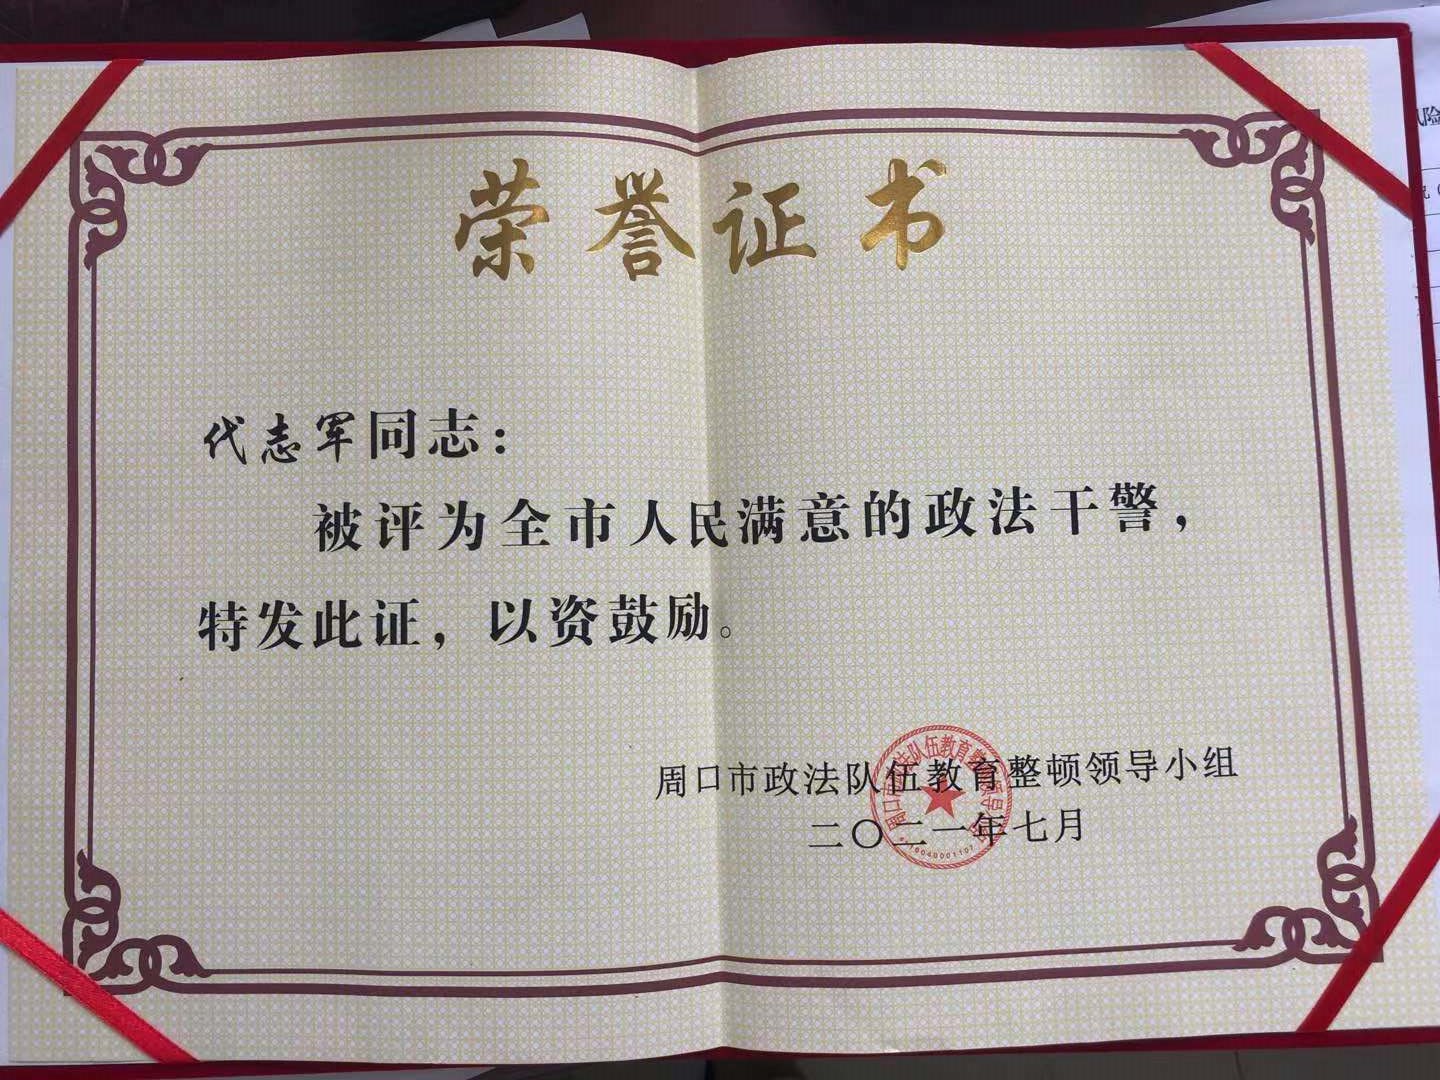 荣誉证书
代志军同志：
被评为全市人民满意的政法干警，
特发此证，以资鼓励。
周口市政法队伍教育整顿领导小组
二〇二一年七月